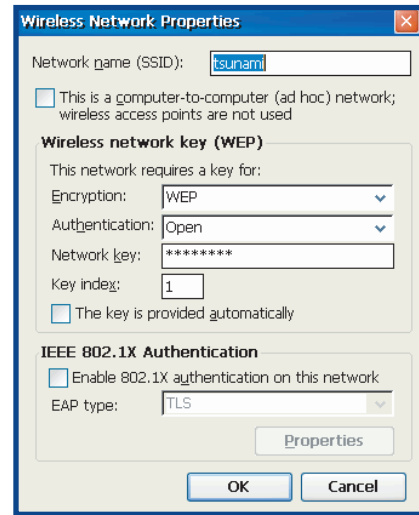 Wireless Network Properties
Network name (SSID): tsunami
This is a computer-to-computer (ad hoc) network;
wireless access points are not used
Wireless network key (WEP)
This network requires a key for:
Encryption: WEP
Authentication: Open
Network key: ********
Key index: 1
The key is provided automatically
IEEE 802.1X Authentication
Enable 802.1X authentication on this network
EAP type: TLS
Properties
OK Cancel